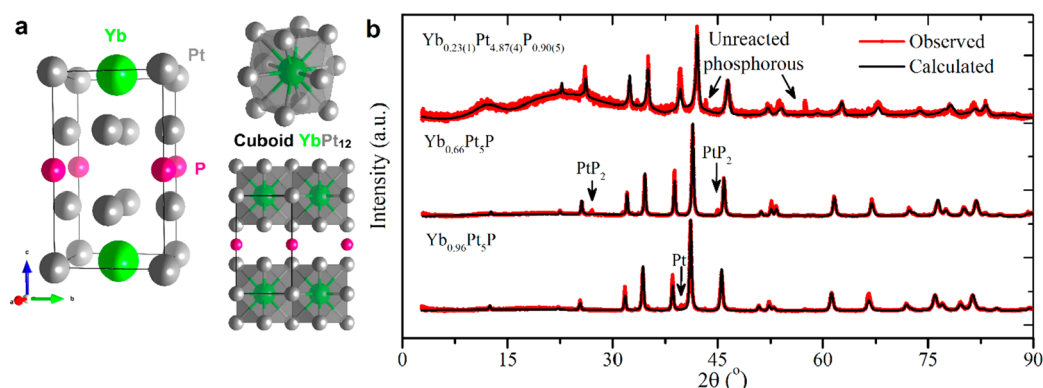 a
Yb
Pt
P
Cuboid YbPt₁₂
c
a
b
b
Yb₀.₂₃₍₁₎Pt₄.₈₇₍₄₎P₀.₉₀₍₅₎
Unreacted
phosphorous
Observed
Calculated
Yb₀.₆₆Pt₅P
PtP₂
PtP₂
Yb₀.₉₆Pt₅P
Pt
Intensity (a.u.)
0 15 30 45 60 75 90
2θ (°)